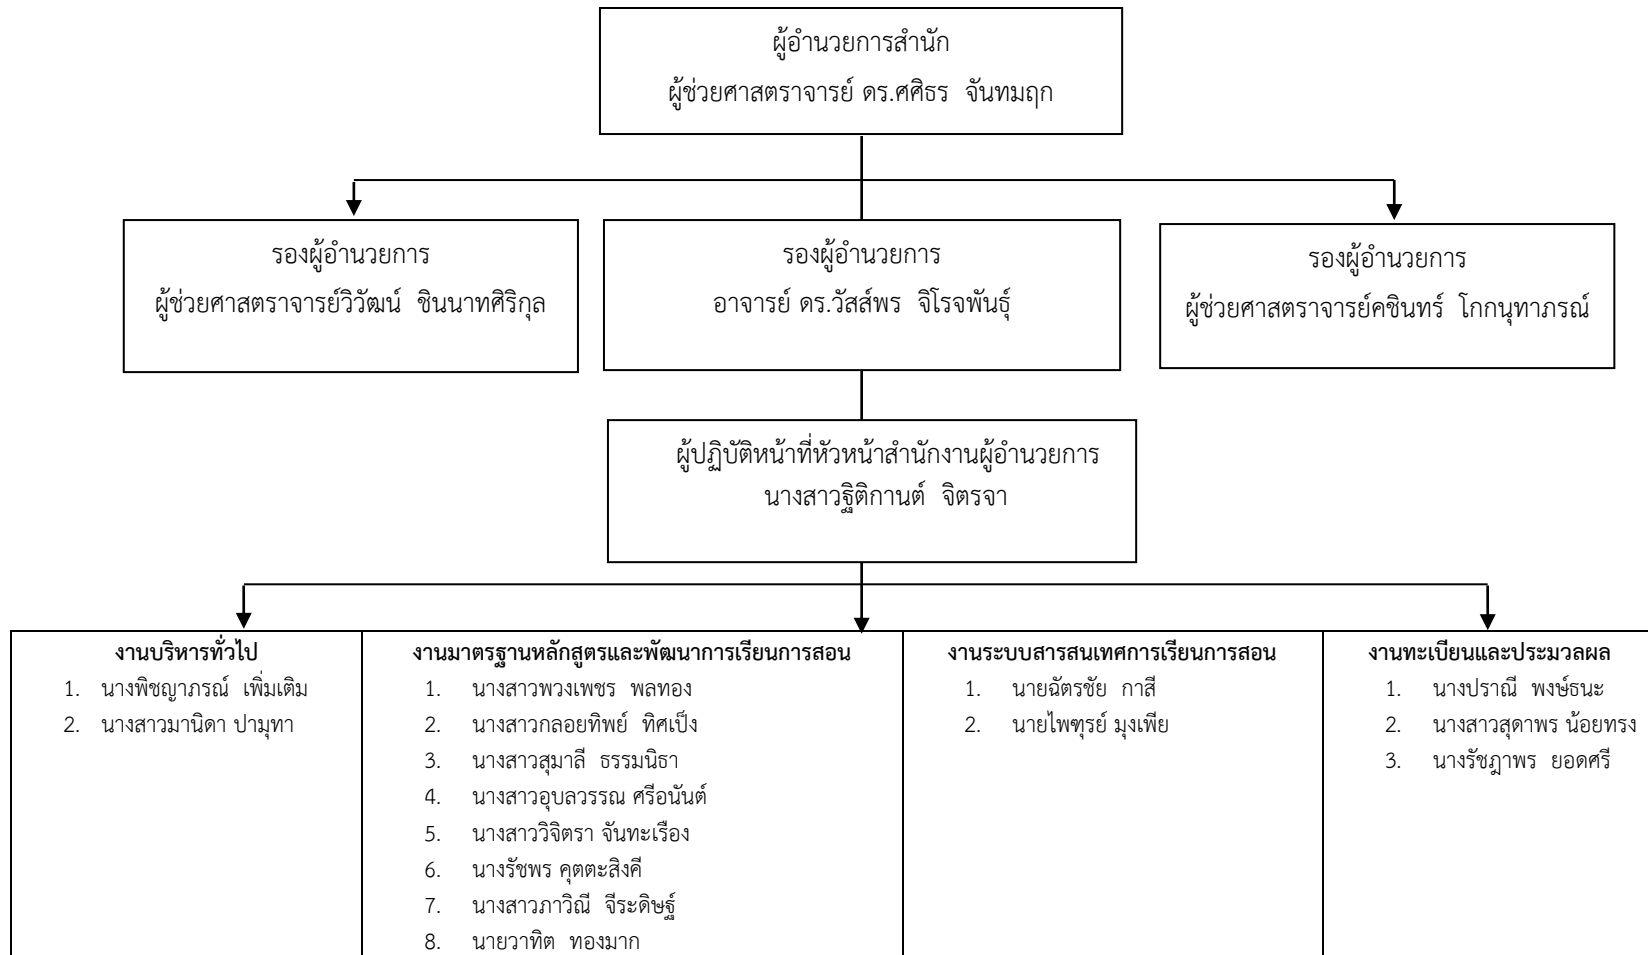 ผู้อำนวยการสำนัก
ผู้ช่วยศาสตราจารย์ ดร.ศศิธร จันทมฤก
รองผู้อำนวยการ
ผู้ช่วยศาสตราจารย์วิวัฒน์ ชินนาทศิริกุล
รองผู้อำนวยการ
อาจารย์ ดร.วัสส์พร จิโรจพันธุ์
รองผู้อำนวยการ
ผู้ช่วยศาสตราจารย์คชินทร์ โกกนุทาภรณ์
ผู้ปฏิบัติหน้าที่หัวหน้าสำนักงานผู้อำนวยการ
นางสาวฐิติกานต์ จิตรจา
งานบริหารทั่วไป
1. นางพิชญาภรณ์ เพิ่มเติม
2. นางสาวมานิดา ปามุทา
งานมาตรฐานหลักสูตรและพัฒนาการเรียนการสอน
1. นางสาวพวงเพชร พลทอง
2. นางสาวกลอยทิพย์ ทิศเป็ง
3. นางสาวสุมาลี ธรรมนิธา
4. นางสาวอุบลวรรณ ศรีอนันต์
5. นางสาววิจิตรา จันทะเรือง
6. นางรัชพร คุตตะสิงคี
7. นางสาวภาวิณี จีระดิษฐ์
8. นายวาทิต ทองมาก
งานระบบสารสนเทศการเรียนการสอน
1. นายฉัตรชัย กาสี
2. นายไพฑุรย์ มุงเพีย
งานทะเบียนและประมวลผล
1. นางปราณี พงษ์ธนะ
2. นางสาวสุดาพร น้อยทรง
3. นางรัชฎาพร ยอดศรี